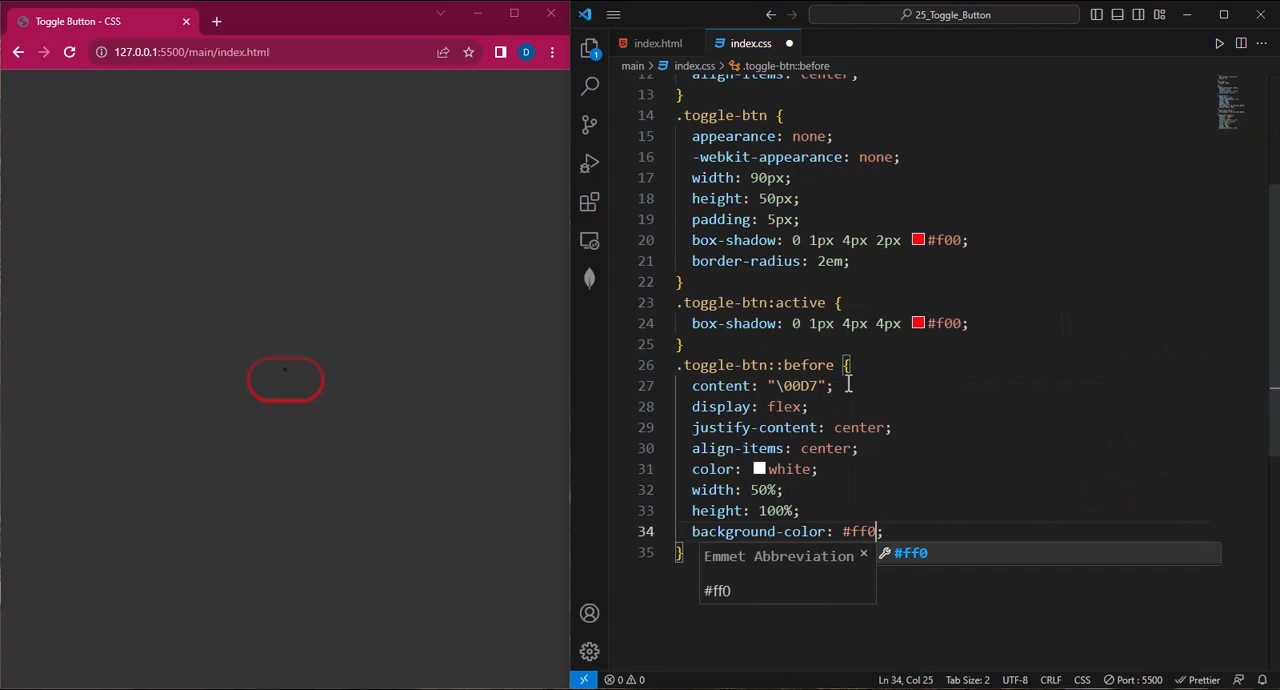 Toggle Button - CSS
127.0.0.1:5500/main/index.html
D
25_Toggle_Button
index.html
index.css
main > index.css > .toggle-btn::before
1
12 align-items: center;
13 }
14 .toggle-btn {
15 appearance: none;
16 -webkit-appearance: none;
17 width: 90px;
18 height: 50px;
19 padding: 5px;
20 box-shadow: 0 1px 4px 2px #f00;
21 border-radius: 2em;
22 }
23 .toggle-btn:active {
24 box-shadow: 0 1px 4px 4px #f00;
25 }
26 .toggle-btn::before {
27 content: "\00D7";
28 display: flex;
29 justify-content: center;
30 align-items: center;
31 color: white;
32 width: 50%;
33 height: 100%;
34 background-color: #ff0;
35 }
Emmet Abbreviation ×
#ff0
#ff0
0 0
Ln 34, Col 25 Tab Size: 2 UTF-8 CRLF CSS Port : 5500 Prettier